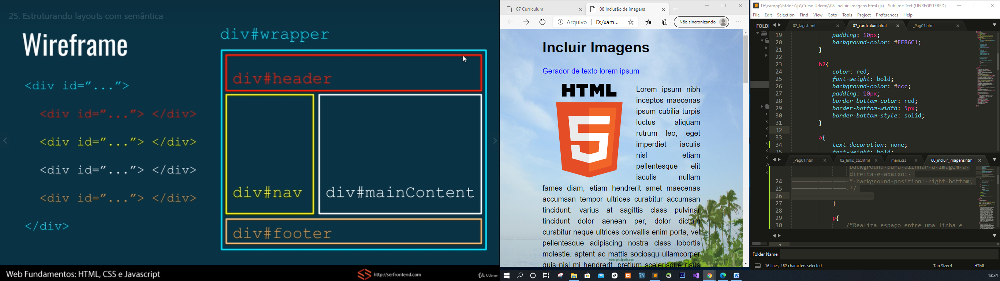 25. Estruturando layouts com semântica
Wireframe
<div id="...">
<div id="..."> </div>
<div id="..."> </div>
<div id="..."> </div>
<div id="..."> </div>
</div>
div#wrapper
div#header
div#nav
div#mainContent
div#footer
Web Fundamentos: HTML, CSS e Javascript
http://serfrontend.com
Udemy
07 Curriculum
08 Inclusão de imagens
Arquivo
D:/xam...
Não sincronizando
Incluir Imagens
Gerador de texto lorem ipsum
HTML
Lorem ipsum nibh
inceptos maecenas
ipsum cubilia turpis
luctus aliquam
rutrum leo, eget
imperdiet iaculis
nisl etiam
pellentesque elit
iaculis nullam
fames diam, etiam hendrerit amet maecenas
accumsan tempor ultrices curabitur accumsan
tincidunt. varius at sagittis class pulvinar
tincidunt dolor aenean per, dolor dictum
curabitur neque ultrices convallis enim porta, vel
pellentesque adipiscing nostra class lobortis
molestie. aptent ac mattis sociosqu ullamcorper
www.getcliparts.com
quis nisl mi hendrerit, pretium scelerisque risus
D:\xampp\htdocs\js\Curso Udemy\08_incluir_imagens.html (js) - Sublime Text (UNREGISTERED)
File Edit Selection Find View Goto Tools Project Preferences Help
FOLD
02_tags.html
07_curriculum.html
_Pag01.html
19 padding: 10px;
20 background-color: #FFB6C1;
21 }
22
23 h2{
24 color: red;
25 font-weight: bold;
26 background-color: #ccc;
27 padding: 10px;
28 border-bottom-color: red;
29 border-bottom-width: 5px;
30 border-bottom-style: solid;
31 }
32
33 a{
34 text-decoration: none;
35 font-weight: bold;
_Pag01.html
02_links_css.html
main.css
08_incluir_imagens.html
background para alinhar a imagem a
direita e abaixo:
24 * background-position: right bottom;
25 */
26
27 }
28
29 p{
30 /*Realiza espaço entre uma linha e
1
Folder Name:
16 lines, 462 characters selected
Tab Size: 4
HTML
13:34